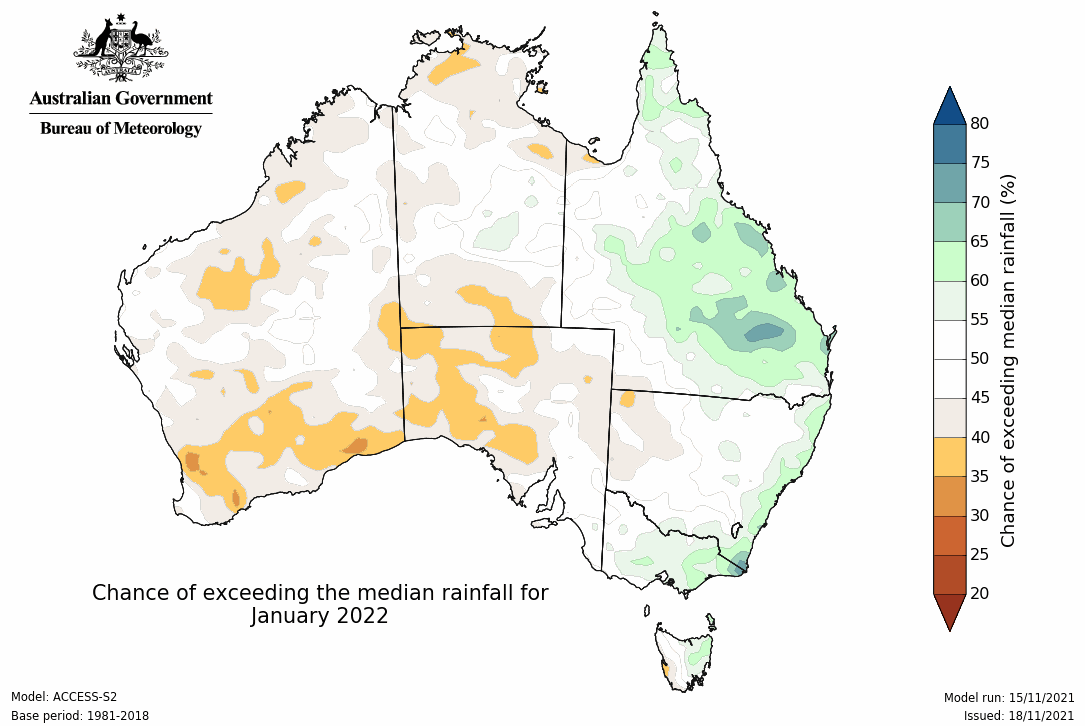 AUSTRALIA
Australian Government
Bureau of Meteorology
80
75
70
65
60
55
50
45
40
35
30
25
20
Chance of exceeding median rainfall (%)
Chance of exceeding the median rainfall for
January 2022
Model: ACCESS-S2
Base period: 1981-2018
Model run: 15/11/2021
Issued: 18/11/2021